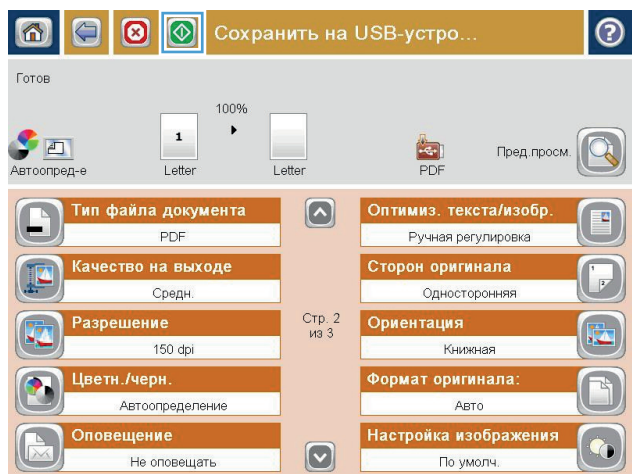 Сохранить на USB-устро...
Готов
100%
1
Автоопред-е
Letter
Letter
PDF
Пред.просм.
Тип файла документа
PDF
Оптимиз. текста/изобр.
Ручная регулировка
Качество на выходе
Средн.
Сторон оригинала
Односторонняя
1
2
Разрешение
150 dpi
Стр. 2
из 3
Ориентация
Книжная
Цветн./черн.
Автоопределение
Формат оригинала:
Авто
Оповещение
Не оповещать
Настройка изображения
По умолч.